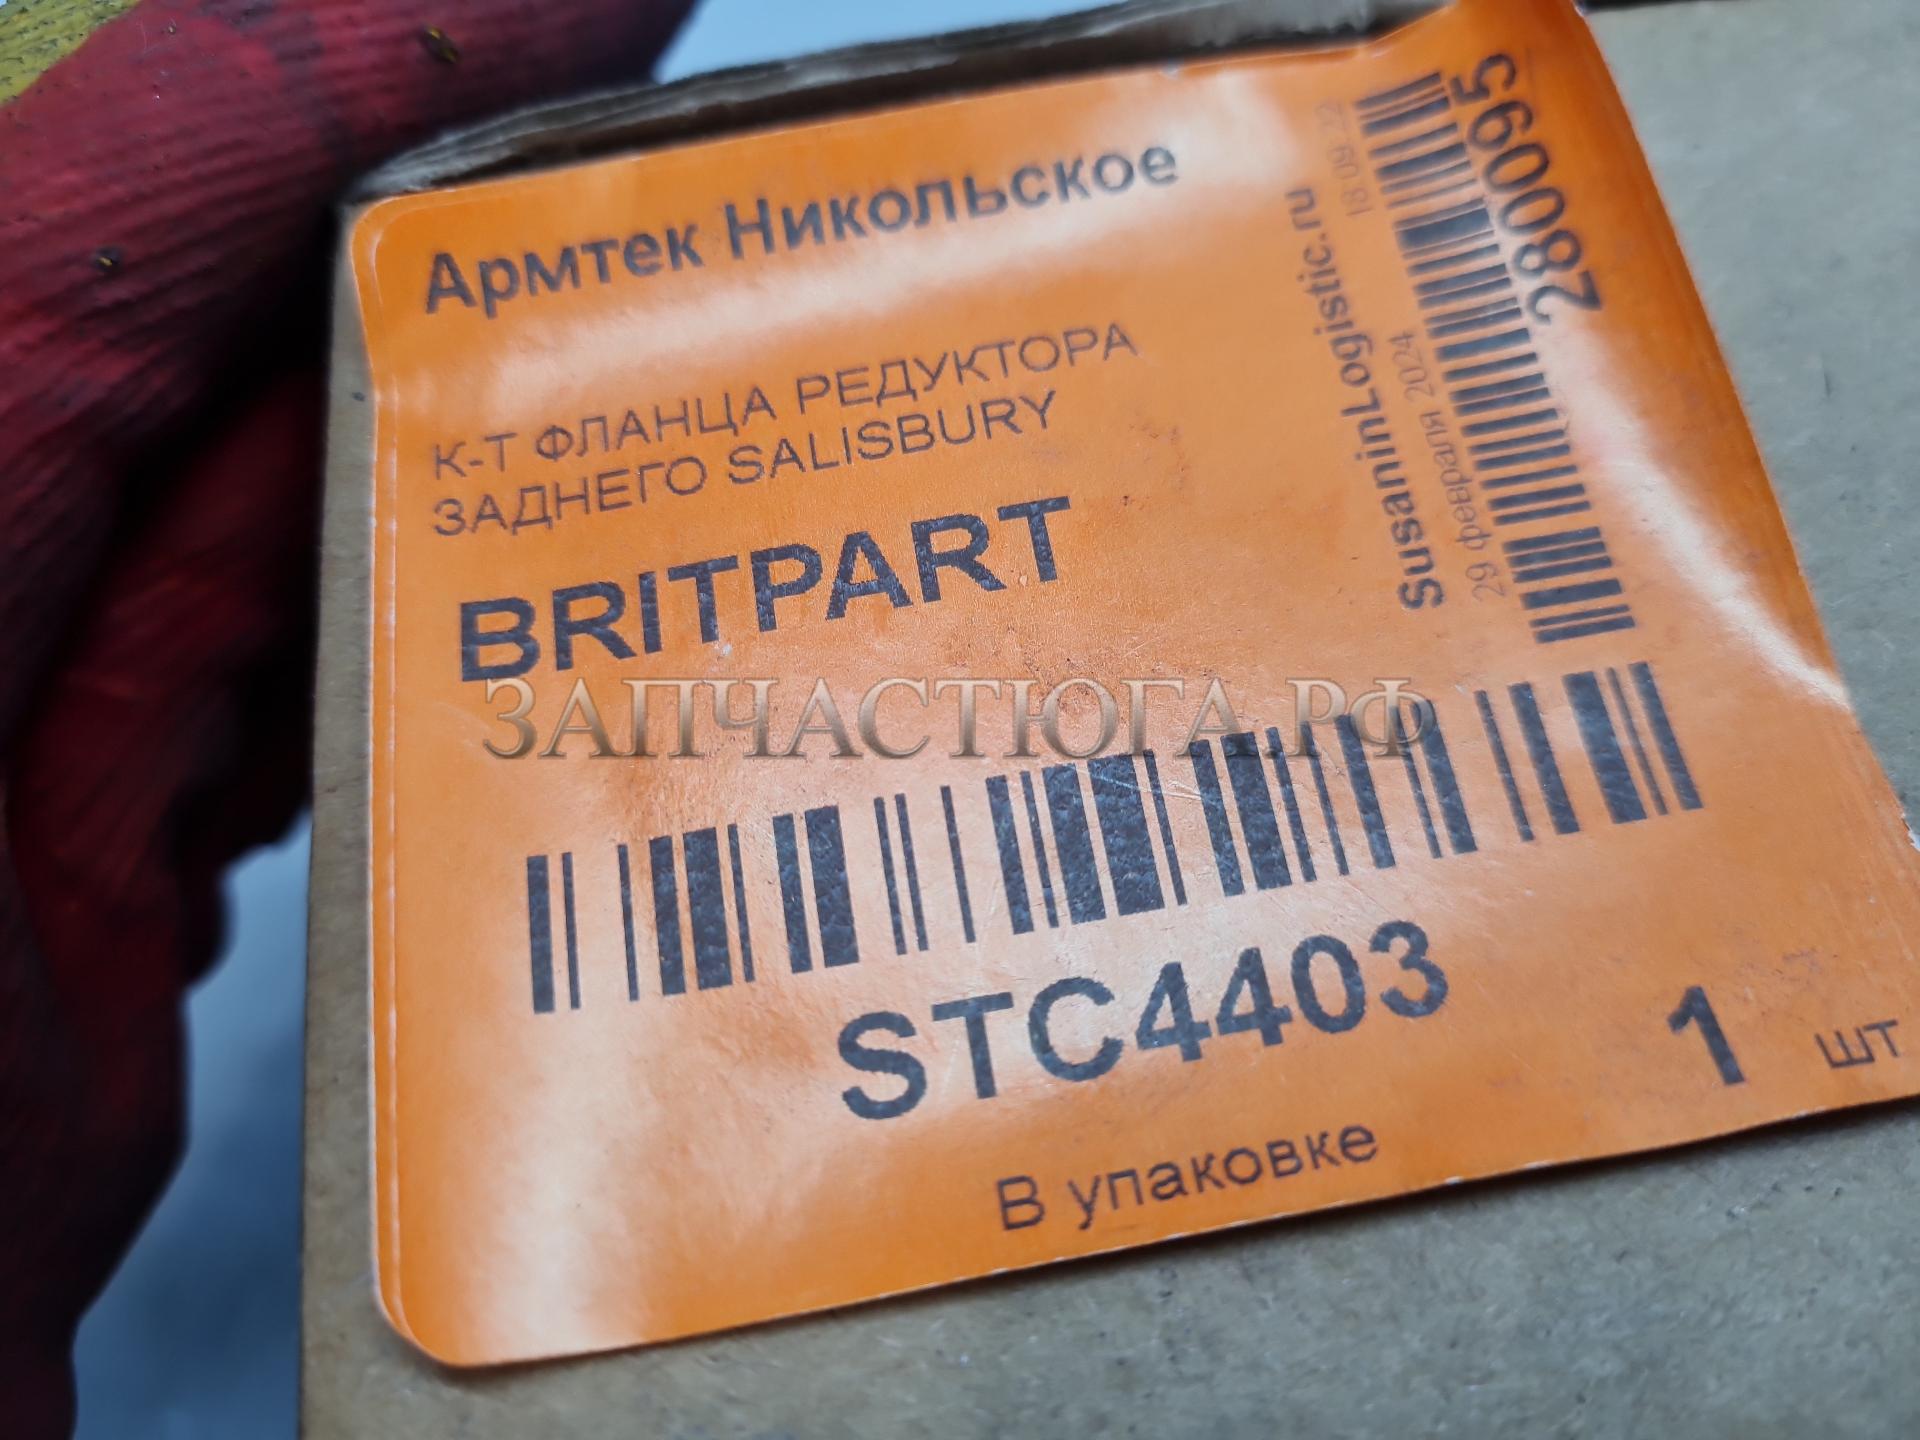 Армтек Никольское
К-Т ФЛАНЦА РЕДУКТОРА
ЗАДНЕГО SALISBURY
BRITPART
ЗАПЧАСТЮГА.РФ
STC4403
1 шт
В упаковке
SusaninLogistic.ru
29 февраля 2024 18:09:22
280095